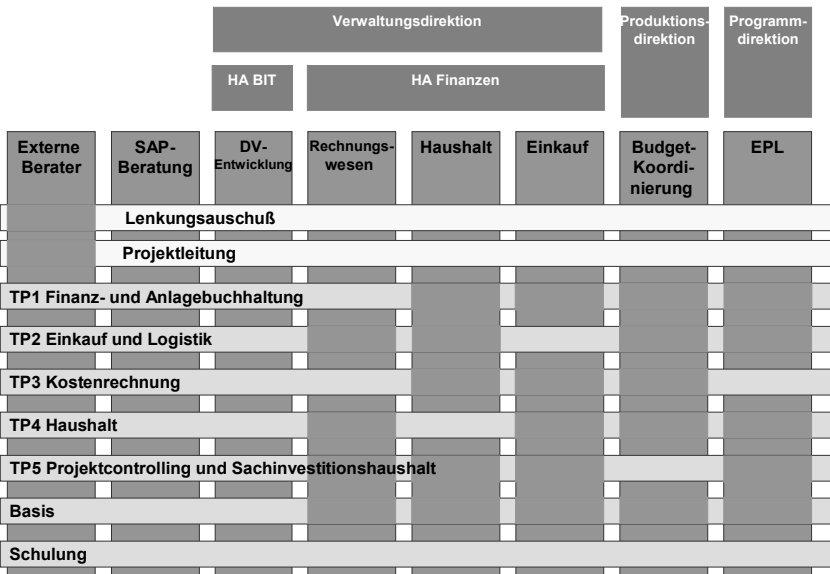 Verwaltungsdirektion
Produktions-
direktion
Programm-
direktion
HA BIT
HA Finanzen
Externe
Berater
SAP-
Beratung
DV-
Entwicklung
Rechnungs-
wesen
Haushalt
Einkauf
Budget-
Koordi-
nierung
EPL
Lenkungsauschuß
Projektleitung
TP1 Finanz- und Anlagebuchhaltung
TP2 Einkauf und Logistik
TP3 Kostenrechnung
TP4 Haushalt
TP5 Projektcontrolling und Sachinvestitionshaushalt
Basis
Schulung